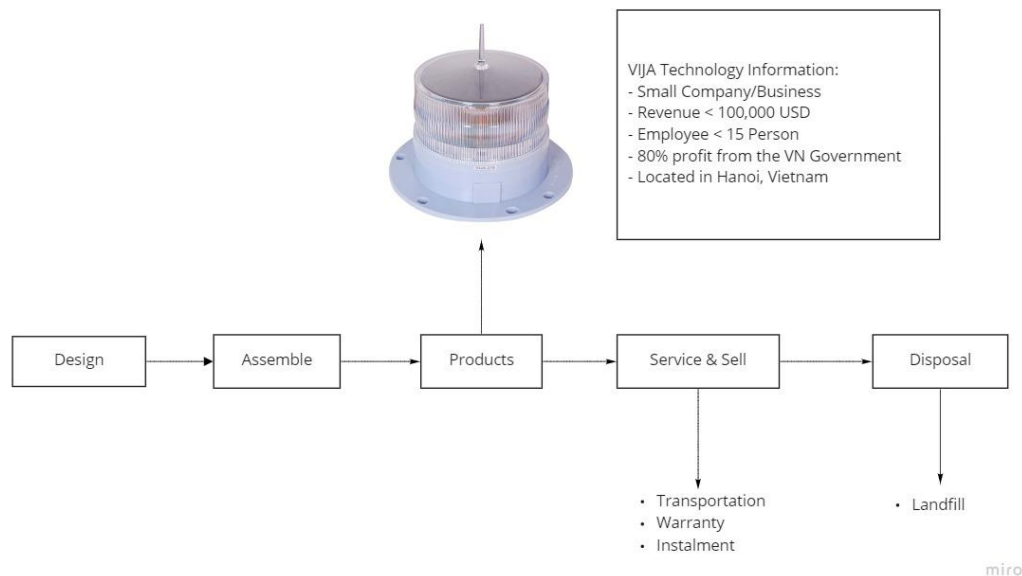 VIJA Technology Information:
- Small Company/Business
- Revenue < 100,000 USD
- Employee < 15 Person
- 80% profit from the VN Government
- Located in Hanoi, Vietnam
Design
Assemble
Products
Service & Sell
Disposal
• Transportation
• Warranty
• Instalment
• Landfill
miro